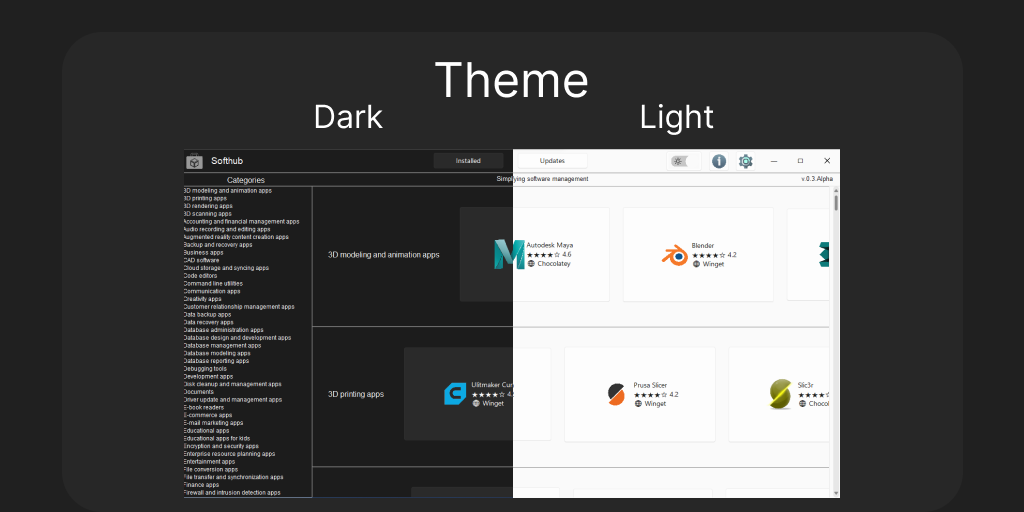 Theme
Dark
Light
Softhub
Installed
Updates
Categories
Simplying software management
v.0.3.Alpha
3D modeling and animation apps
3D printing apps
3D rendering apps
3D scanning apps
Accounting and financial management apps
Audio recording and editing apps
Augmented reality content creation apps
Backup and recovery apps
Business apps
CAD software
Cloud storage and syncing apps
Code editors
Command line utilities
Communication apps
Creativity apps
Customer relationship management apps
Data backup apps
Data recovery apps
Database administration apps
Database design and development apps
Database management apps
Database modeling apps
Database reporting apps
Debugging tools
Development apps
Disk cleanup and management apps
Documents
Driver update and management apps
E-book readers
E-commerce apps
E-mail marketing apps
Educational apps
Educational apps for kids
Encryption and security apps
Enterprise resource planning apps
Entertainment apps
File conversion apps
File transfer and synchronization apps
Finance apps
Firewall and intrusion detection apps
3D modeling and animation apps
Autodesk Maya
★★★★☆ 4.6
Chocolatey
Blender
★★★★☆ 4.2
Winget
3D printing apps
Ulitmaker Cur
★★★★☆ 4.
Winget
Prusa Slicer
★★★★☆ 4.2
Winget
Slic3r
★★★★
Chocol